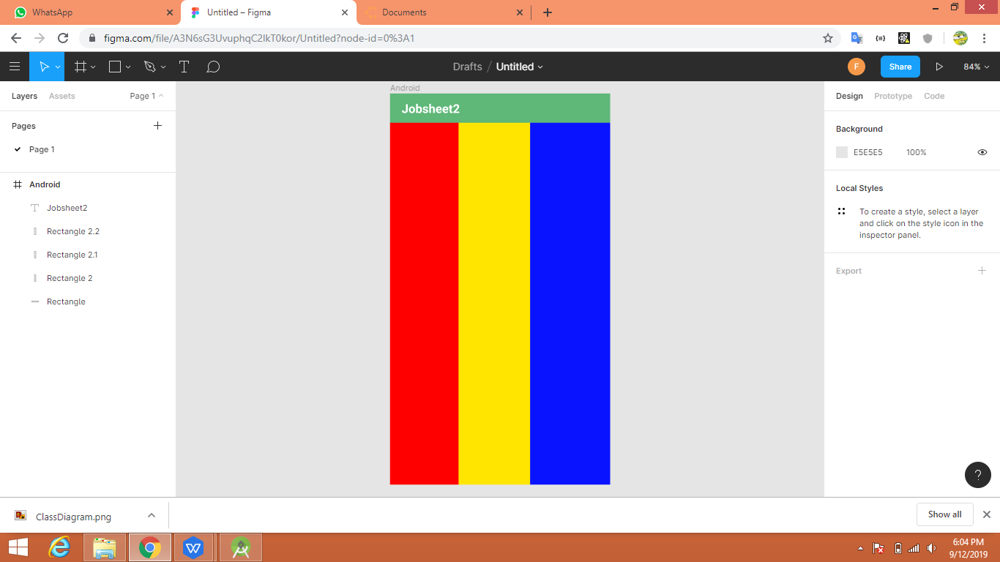 WhatsApp
Untitled – Figma
Documents
figma.com/file/A3N6sG3UvuphqC2lkT0kor/Untitled?node-id=0%3A1
Drafts / Untitled
F
Share
84%
Layers
Assets
Page 1
Pages
Page 1
Android
Jobsheet2
Rectangle 2.2
Rectangle 2.1
Rectangle 2
Rectangle
Android
Jobsheet2
Design
Prototype
Code
Background
E5E5E5
100%
Local Styles
To create a style, select a layer
and click on the style icon in the
inspector panel.
Export
?
ClassDiagram.png
Show all
6:04 PM
9/12/2019